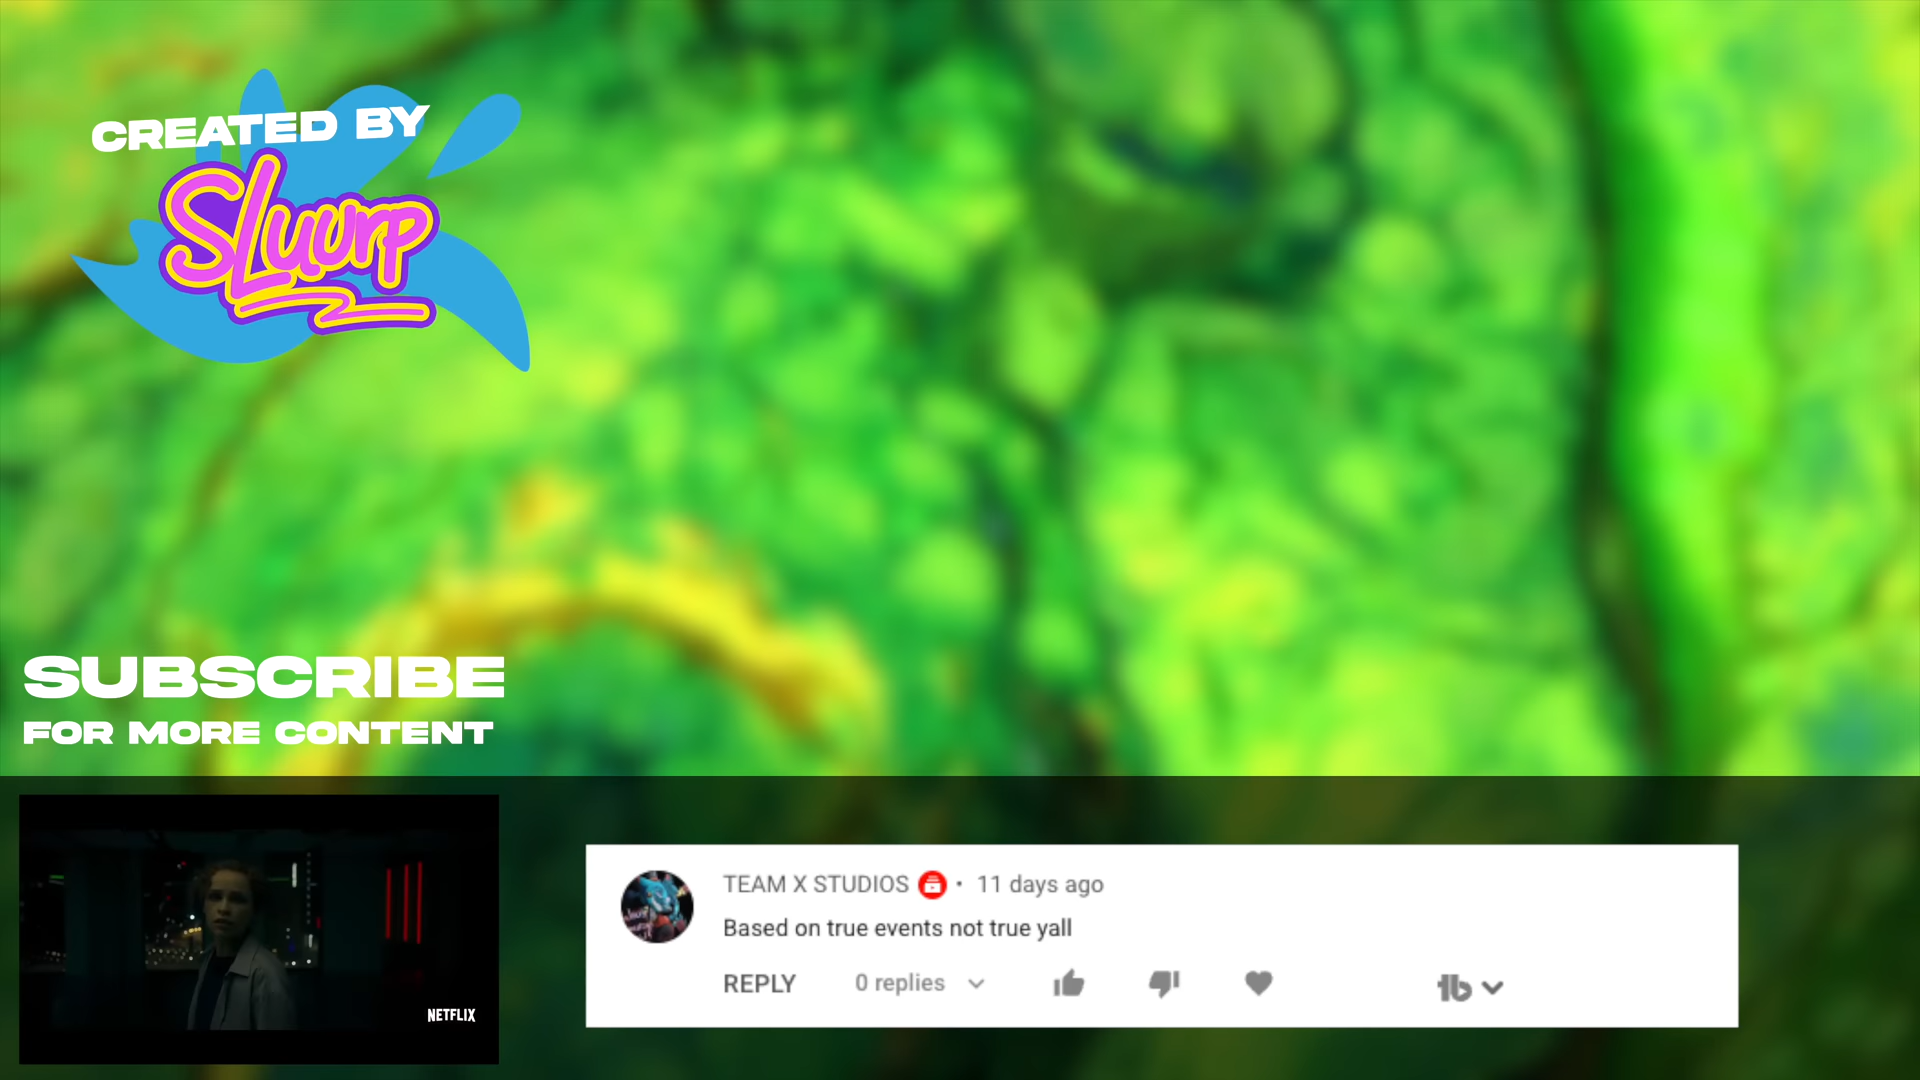 CREATED BY
SLuurp
SUBSCRIBE
FOR MORE CONTENT
NETFLIX
TEAM X STUDIOS • 11 days ago
Based on true events not true yall
REPLY 0 replies